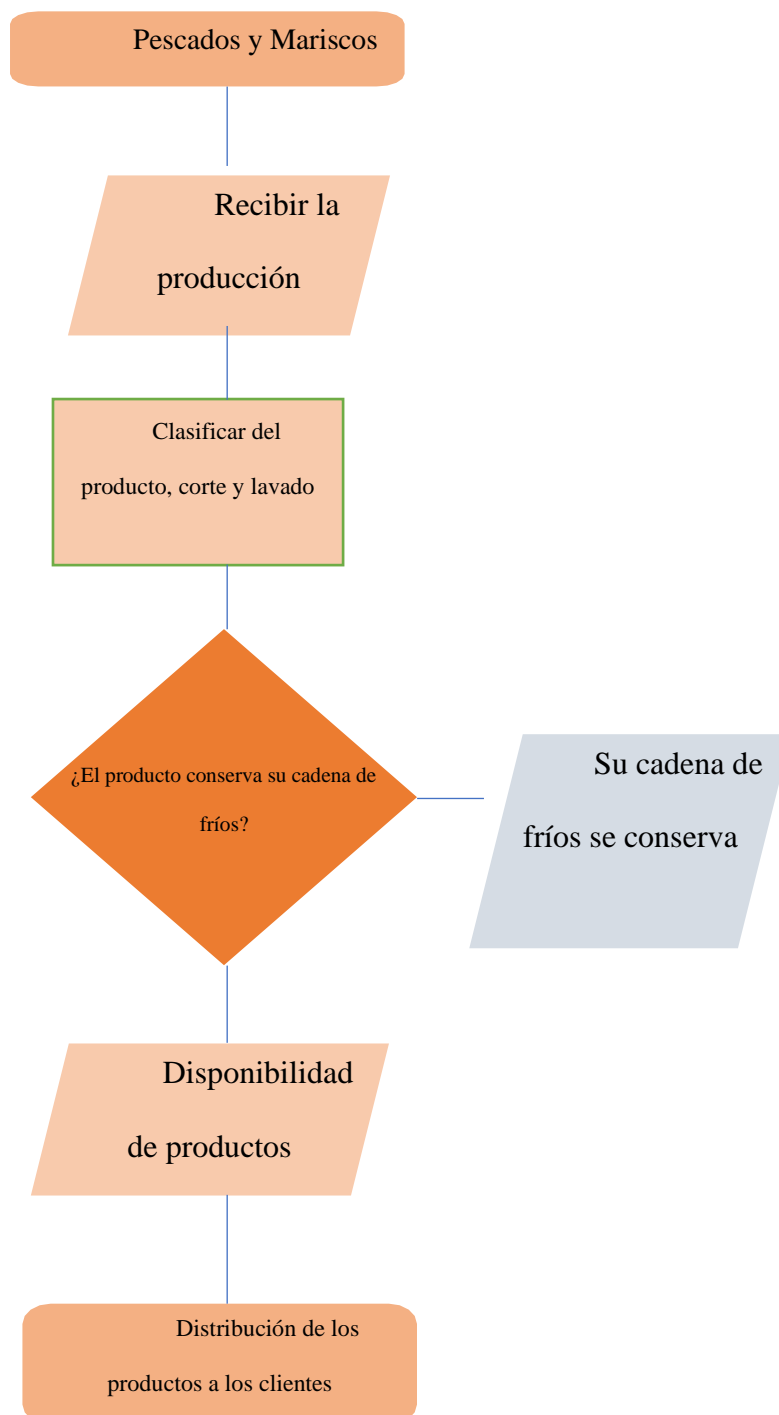 Pescados y Mariscos
Recibir la
producción
Clasificar del
producto, corte y lavado
¿El producto conserva su cadena de
fríos?
Su cadena de
fríos se conserva
Disponibilidad
de productos
Distribución de los
productos a los clientes